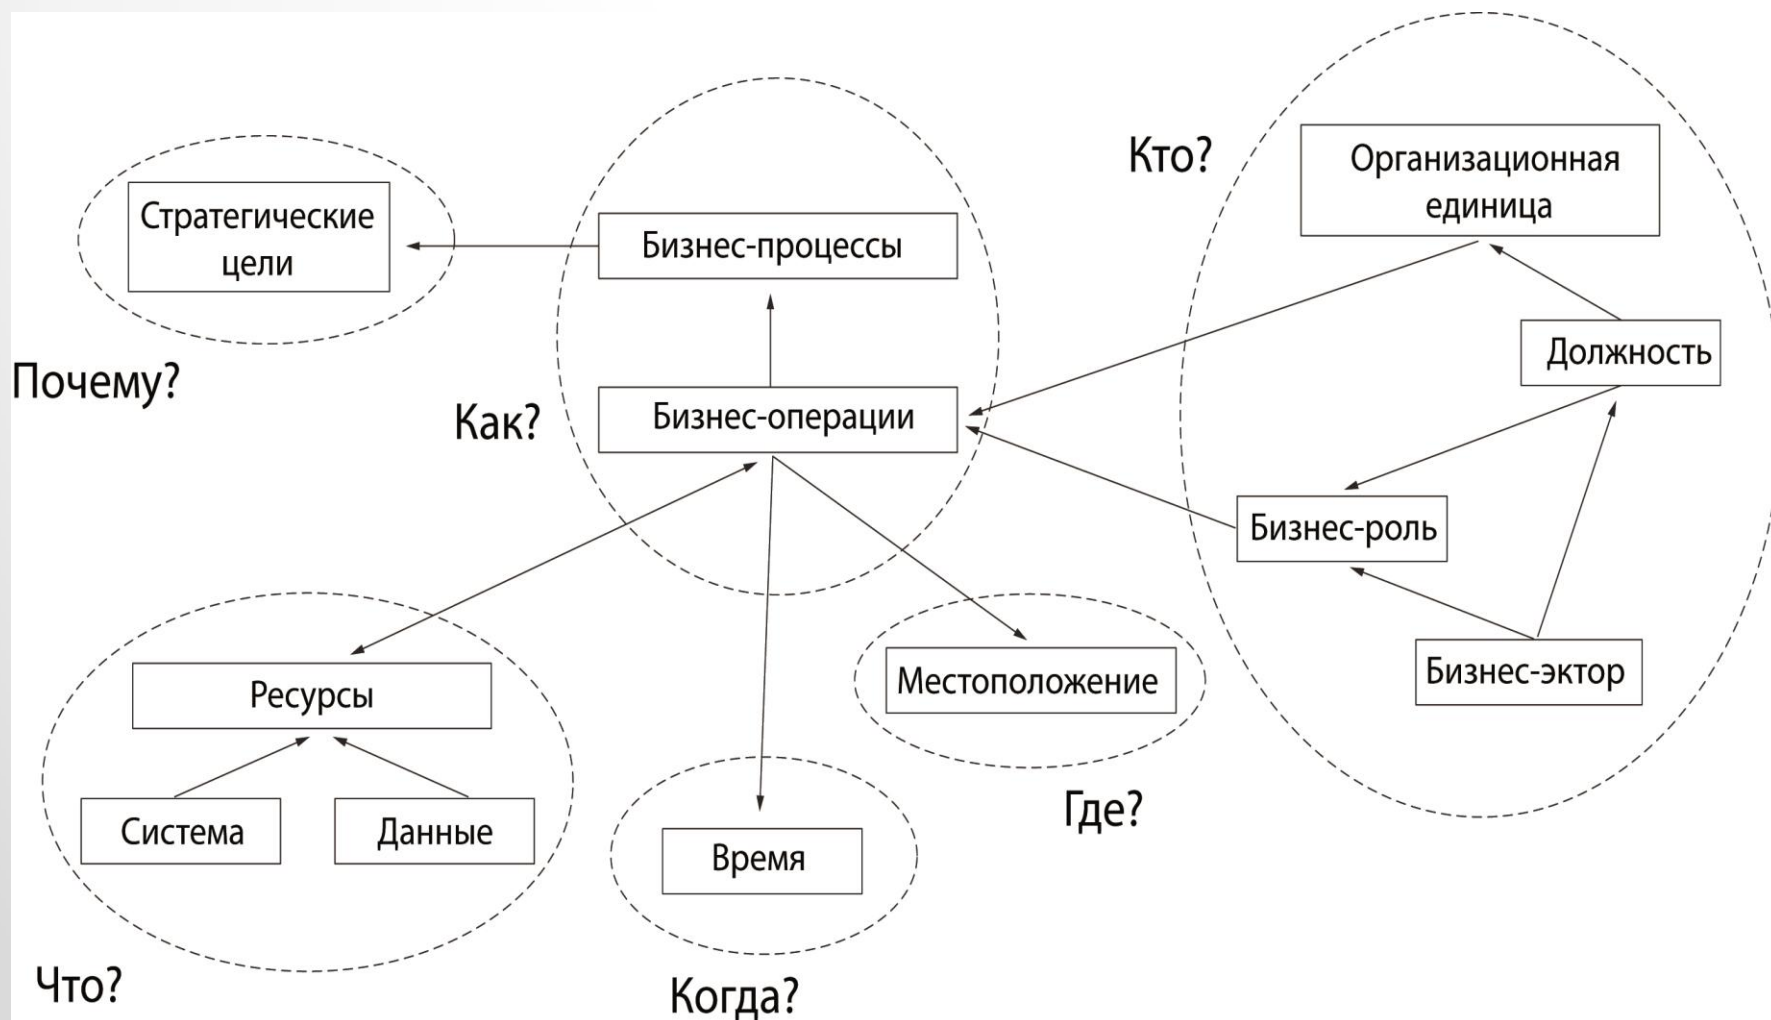 Стратегические
цели
Почему?
Бизнес-процессы
Как?
Бизнес-операции
Кто?
Организационная
единица
Должность
Бизнес-роль
Бизнес-эктор
Ресурсы
Система
Данные
Что?
Время
Когда?
Местоположение
Где?